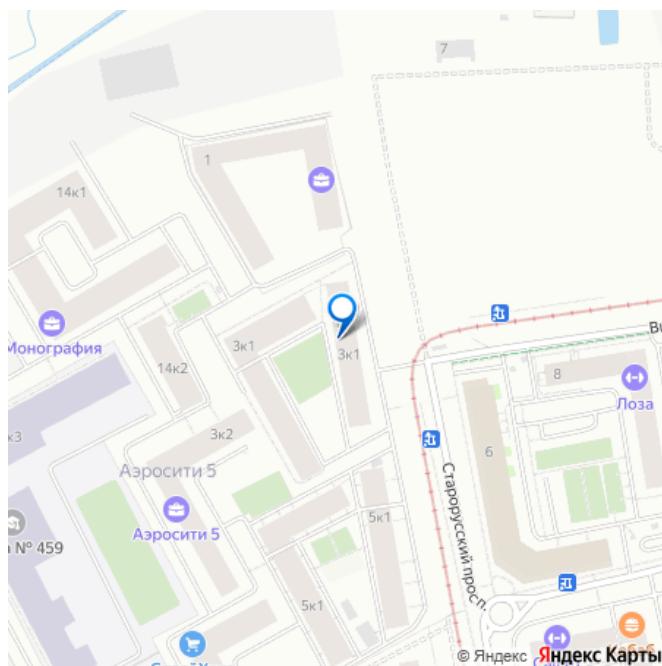 7
1
14к1
Монография
3к1
3к1
14к2
8
Лоза
3к2
6
Аэросити 5
Старорусский просп.
Аэросити 5
№ 459
5к1
5к1
© Яндекс Яндекс Карты